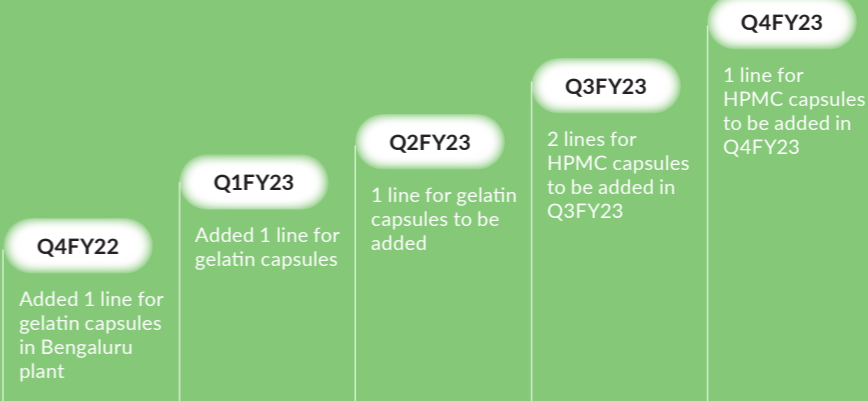 Q4FY22
Added 1 line for
gelatin capsules
in Bengaluru
plant
Q1FY23
Added 1 line for
gelatin capsules
Q2FY23
1 line for gelatin
capsules to be
added
Q3FY23
2 lines for
HPMC capsules
to be added in
Q3FY23
Q4FY23
1 line for
HPMC capsules
to be added in
Q4FY23